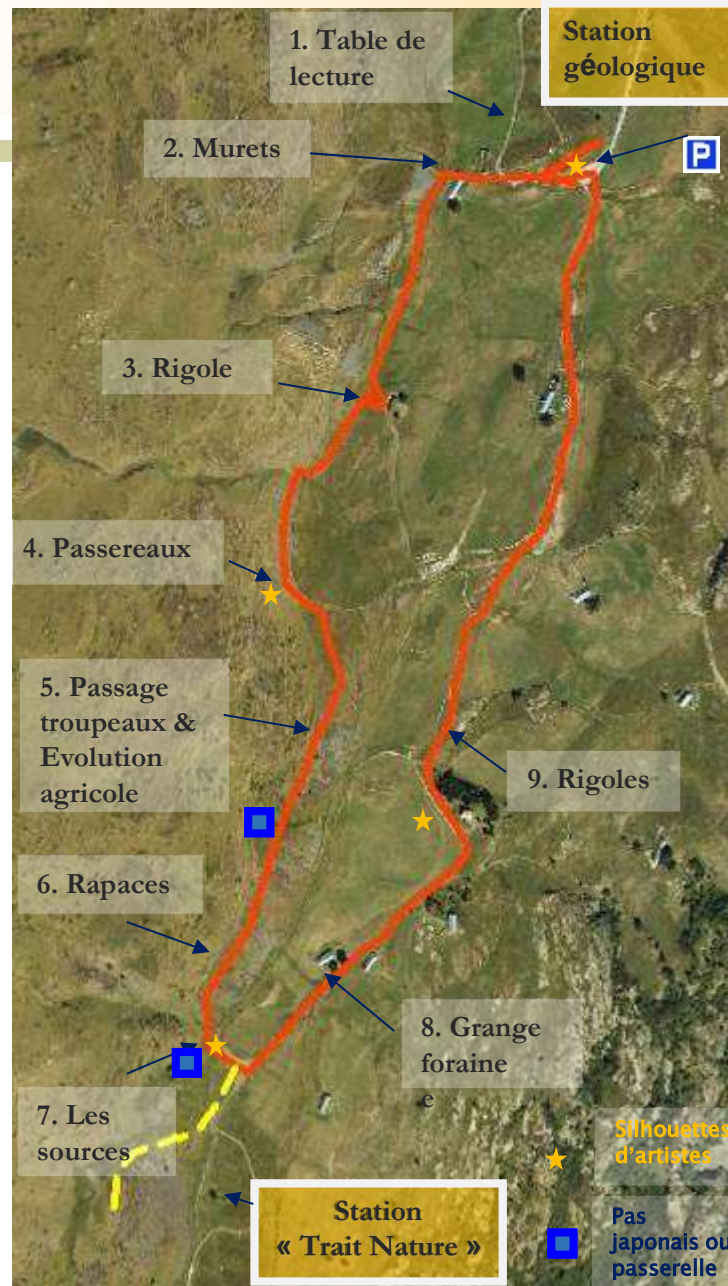 1. Table de
lecture
Station
géologique
2. Murets
P
3. Rigole
4. Passereaux
5. Passage
troupeaux &
Evolution
agricole
9. Rigoles
6. Rapaces
8. Grange
foraine
e
7. Les
sources
Silhouettes
d'artistes
Station
« Trait Nature »
Pas
japonais ou
passerelle